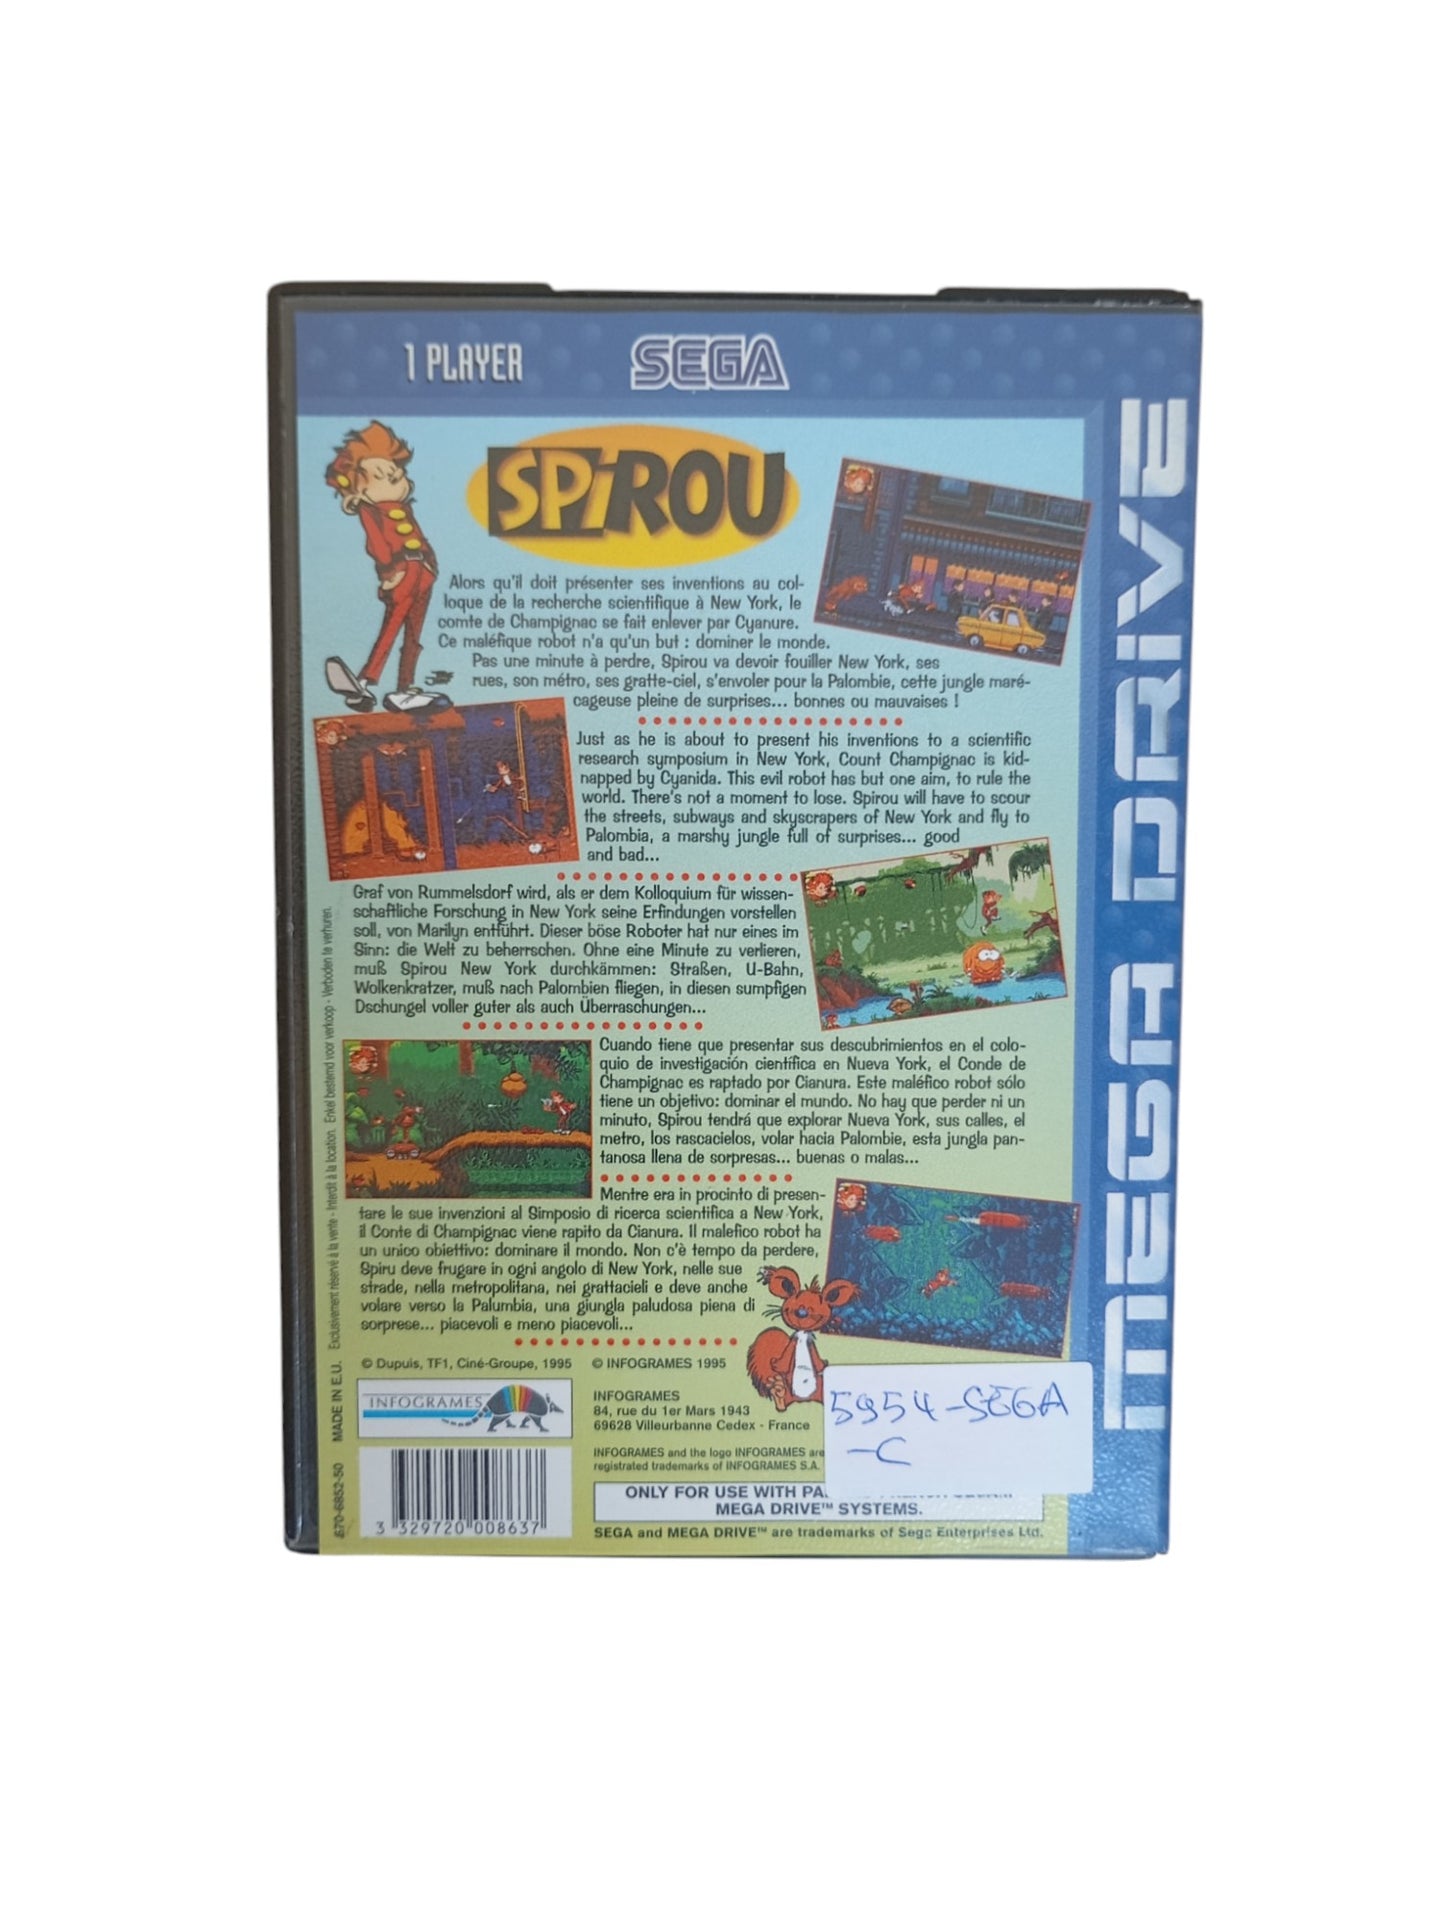 1 PLAYER
SEGA
MEGA DRIVE
SPIROU
Alors qu'il doit présenter ses inventions au col-
loque de la recherche scientifique à New York, le
comte de Champignac se fait enlever par Cyanure.
Ce maléfique robot n'a qu'un but : dominer le monde.
Pas une minute à perdre, Spirou va devoir fouiller New York, ses
rues, son métro, ses gratte-ciel, s'envoler pour la Palombie, cette jungle maré-
cageuse pleine de surprises... bonnes ou mauvaises !
Just as he is about to present his inventions to a scientific
research symposium in New York, Count Champignac is kid-
napped by Cyanida. This evil robot has but one aim, to rule the
world. There's not a moment to lose. Spirou will have to scour
the streets, subways and skyscrapers of New York and fly to
Palombia, a marshy jungle full of surprises... good
and bad...
Graf von Rummelsdorf wird, als er dem Kolloquium für wissen-
schaftliche Forschung in New York seine Erfindungen vorstellen
soll, von Marilyn entführt. Dieser böse Roboter hat nur eines im
Sinn: die Welt zu beherrschen. Ohne eine Minute zu verlieren,
muß Spirou New York durchkämmen: Straßen, U-Bahn,
Wolkenkratzer, muß nach Palombien fliegen, in diesen sumpfigen
Dschungel voller guter als auch Überraschungen...
Cuando tiene que presentar sus descubrimientos en el colo-
quio de investigación científica en Nueva York, el Conde de
Champignac es raptado por Cianura. Este maléfico robot sólo
tiene un objetivo: dominar el mundo. No hay que perder ni un
minuto, Spirou tendrá que explorar Nueva York, sus calles, el
metro, los rascacielos, volar hacia Palombie, esta jungla pan-
tanosa llena de sorpresas... buenas o malas...
Mentre era in procinto di presen-
tare le sue invenzioni al Simposio di ricerca scientifica a New York,
il Conte di Champignac viene rapito da Cianura. Il malefico robot ha
un unico obiettivo: dominare il mondo. Non c'è tempo da perdere,
Spiru deve frugare in ogni angolo di New York, nelle sue
strade, nella metropolitana, nei grattacieli e deve anche
volare verso la Palumbia, una giungla paludosa piena di
sorprese... piacevoli e meno piacevoli...
© Dupuis, TF1, Ciné-Groupe, 1995 © INFOGRAMES 1995
INFOGRAMES
INFOGRAMES
84, rue du 1er Mars 1943
69628 Villeurbanne Cedex - France
INFOGRAMES and the logo INFOGRAMES are
registrated trademarks of INFOGRAMES S.A.
ONLY FOR USE WITH
MEGA DRIVE™ SYSTEMS.
SEGA and MEGA DRIVE™ are trademarks of Sega Enterprises Ltd.
3 329720 008637
5954-SEGA
-C
670-6852-50 MADE IN E.U. Exclusivement réservé à la vente - Interdit à la location. Enkel bestemd voor verkoop - Verboden te verhuren.